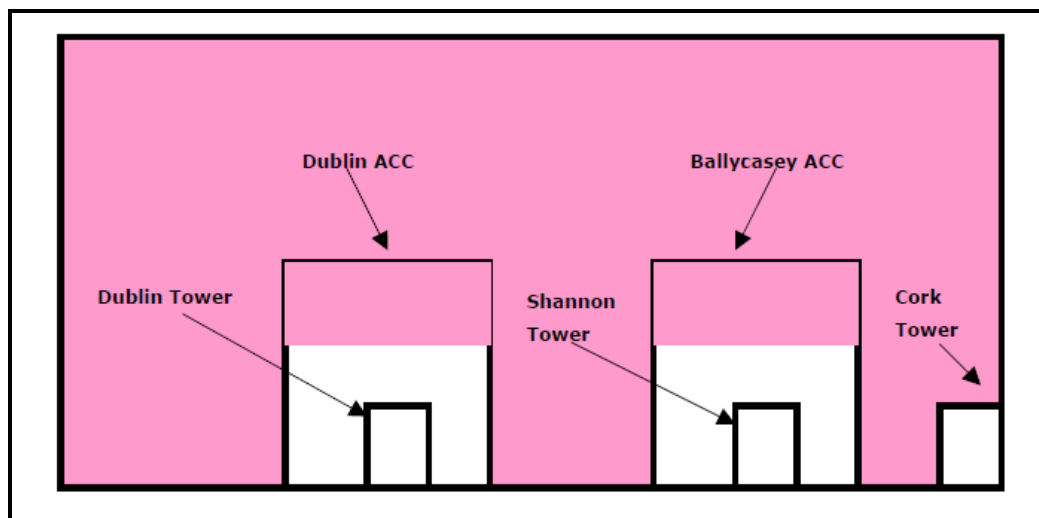 Dublin ACC
Ballycasey ACC
Dublin Tower
Shannon
Tower
Cork
Tower